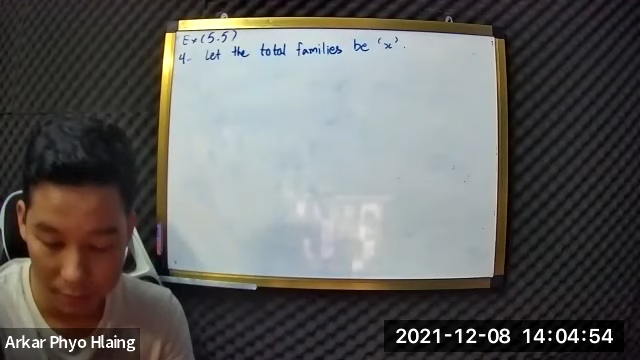 Ex (5.5)
4. Let the total families be 'x'.
Arkar Phyo Hlaing
2021-12-08 14:04:54